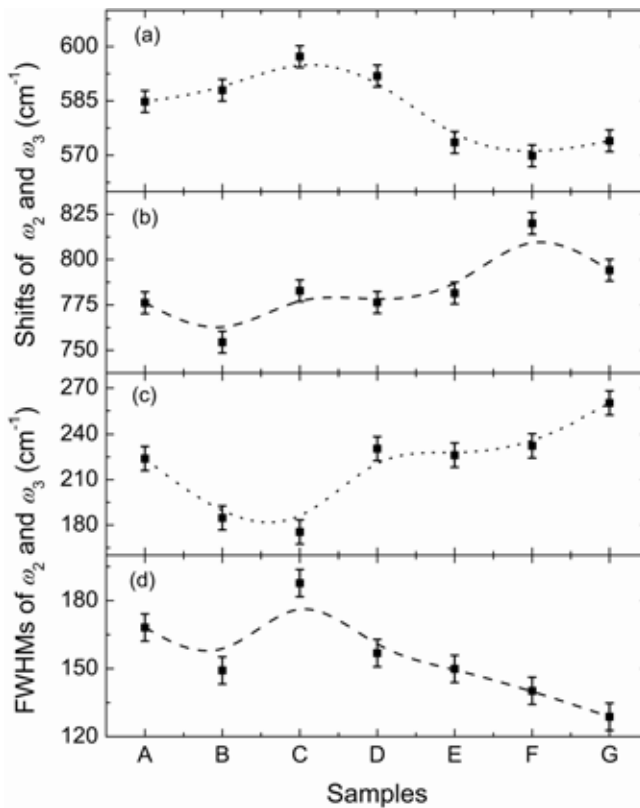 Shifts of ω2 and ω3 (cm-1)
FWHMs of ω2 and ω3 (cm-1)
(a)
600
585
570
(b)
825
800
775
750
(c)
270
240
210
180
(d)
180
150
120
A B C D E F G
Samples